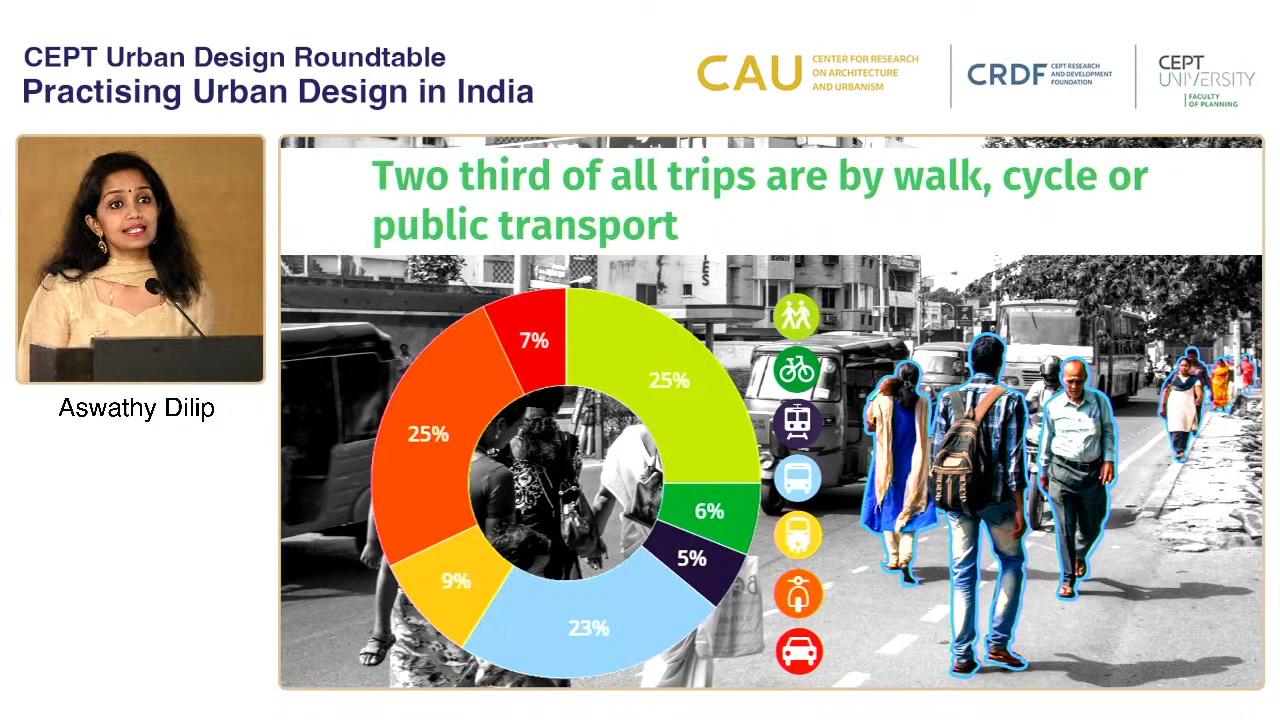 CEPT Urban Design Roundtable
Practising Urban Design in India
CAU
CENTER FOR RESEARCH
ON ARCHITECTURE
AND URBANISM
CRDF
CEPT RESEARCH
AND DEVELOPMENT
FOUNDATION
CEPT
UNIVERSITY
FACULTY
OF PLANNING
Aswathy Dilip
Two third of all trips are by walk, cycle or
public transport
IES
7%
25%
25%
6%
5%
9%
23%